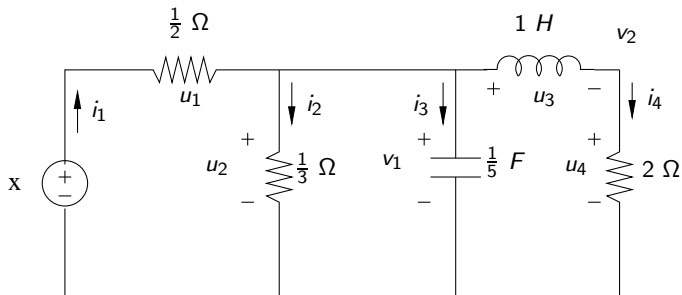 1/2 Ω
1 H
v₂
i₁
u₁
i₂
i₃
+ u₃ −
i₄
x
+
−
+
u₂
−
1/3 Ω
+
v₁
−
1/5 F
+
u₄
−
2 Ω